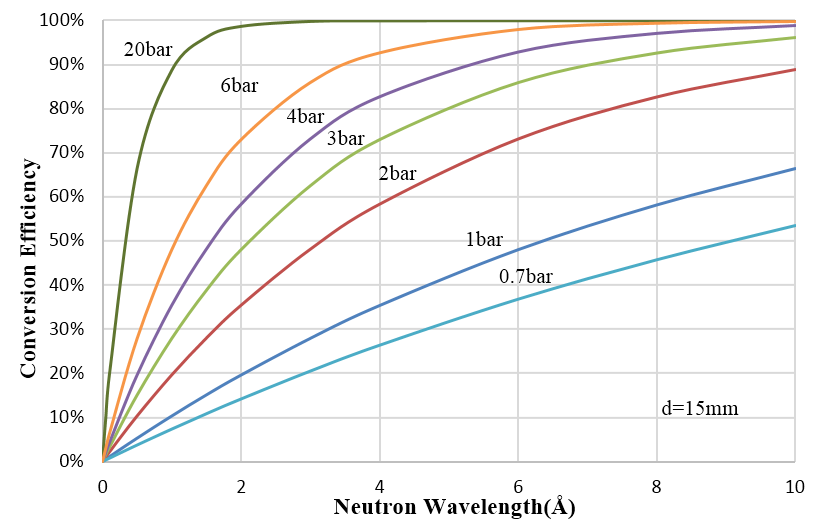 100%
90%
80%
70%
60%
50%
40%
30%
20%
10%
0%
Conversion Efficiency
20bar
6bar
4bar
3bar
2bar
1bar
0.7bar
d=15mm
0 2 4 6 8 10
Neutron Wavelength(Å)